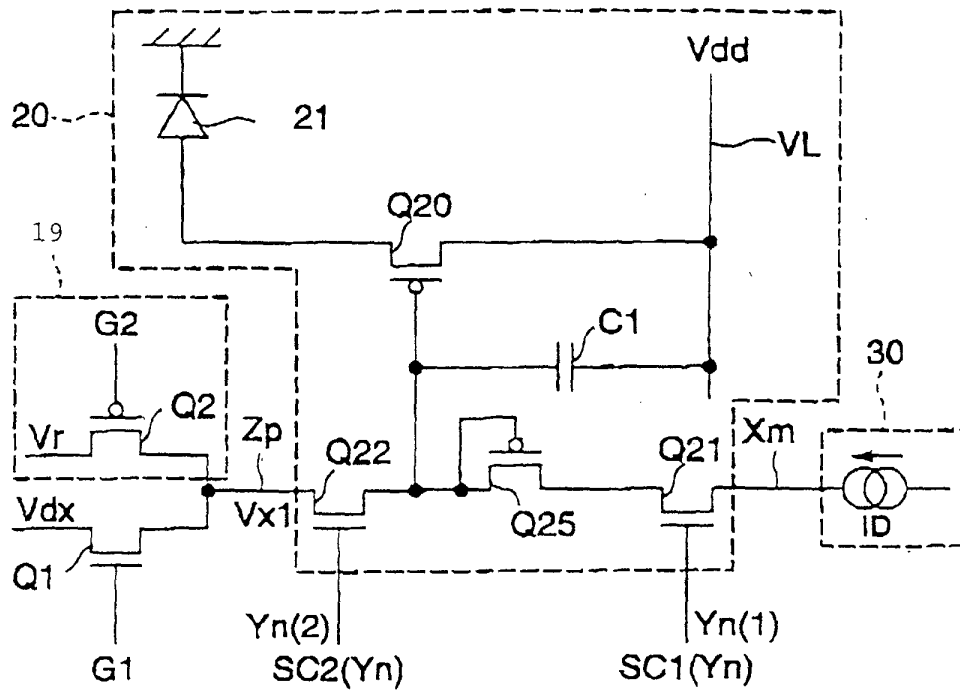 Vdd
20
21
VL
Q20
19
G2
C1
30
Q2
Vr
Zp
Q22
Xm
Q21
Vdx
Vx1
Q25
ID
Q1
Yn(2)
Yn(1)
G1
SC2(Yn)
SC1(Yn)